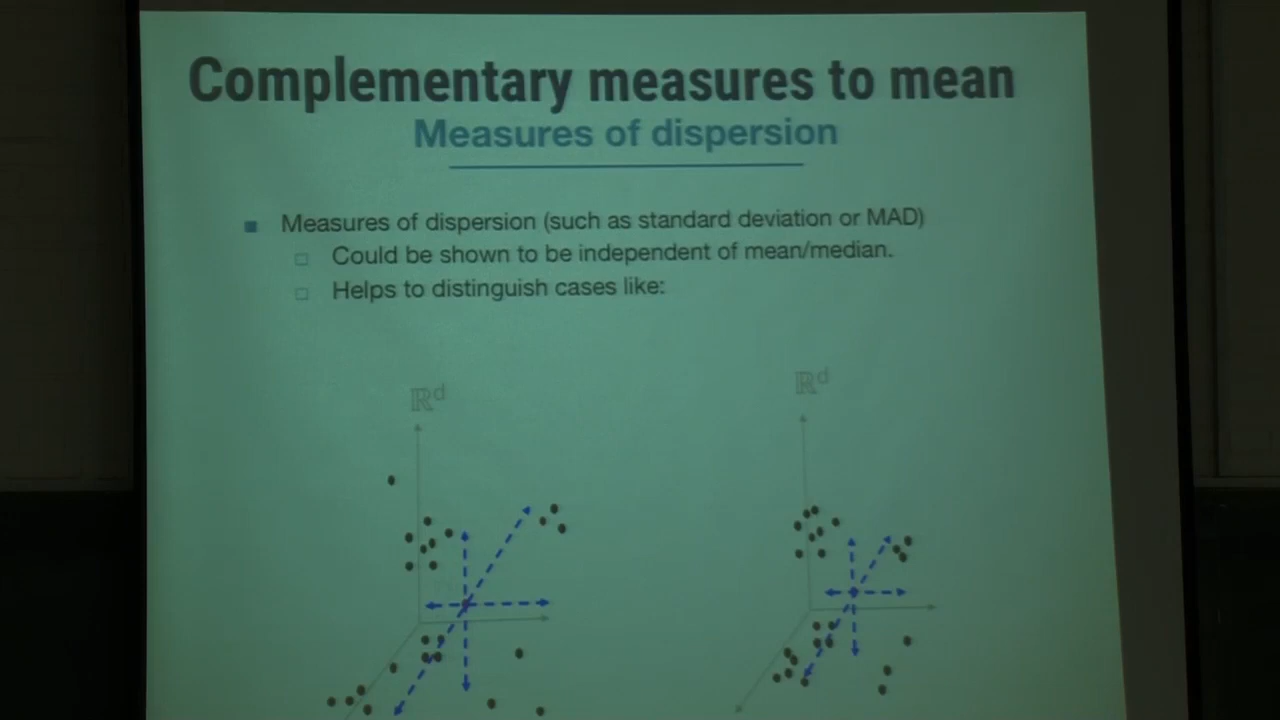 Complementary measures to mean
Measures of dispersion
Measures of dispersion (such as standard deviation or MAD)
Could be shown to be independent of mean/median.
Helps to distinguish cases like:
ℝd
ℝd